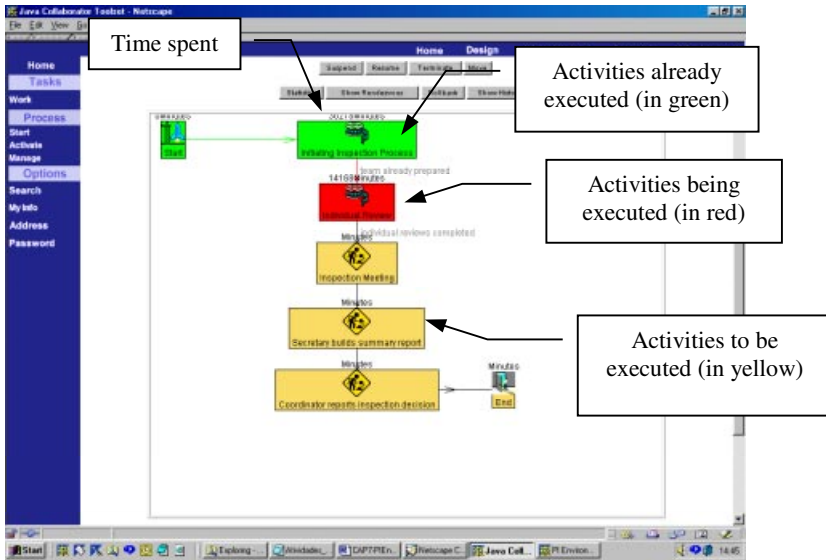 Java Collaborator Toolset - Netscape
File Edit View
Home Design
Time spent
Suspend Resume Terminate Move
Show Rendezvous Rollback
Activities already
executed (in green)
Home
Tasks
Work
Process
Start
Activate
Manage
Options
Search
My Info
Address
Password
Minutes
Start
Initiating Inspection Process
team already prepared
Minutes
Individual Review
individual reviews completed
Activities being
executed (in red)
Minutes
Inspection Meeting
Minutes
Secretary builds summary report
Activities to be
executed (in yellow)
Minutes
Coordinator reports inspection decision
Minutes
End
Start Exploring -... Atividades_... Netscape C... Java Coll... PI Environ... 14:45